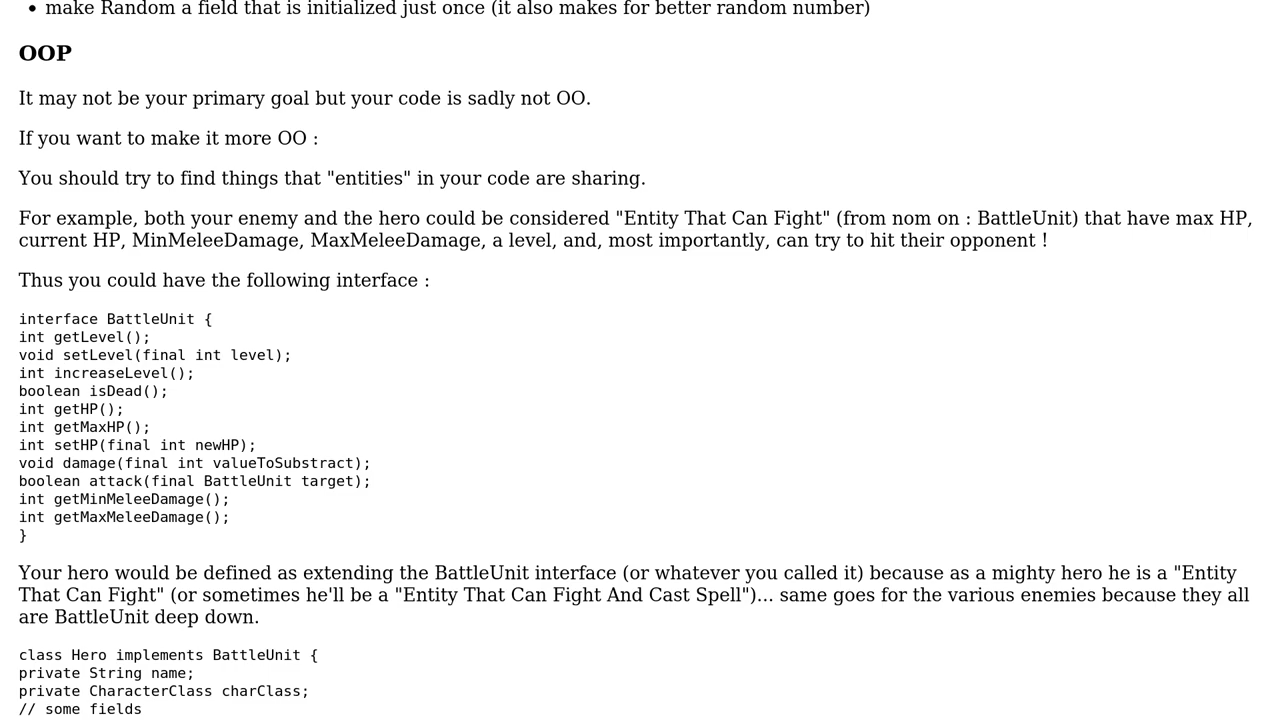 • make Random a field that is initialized just once (it also makes for better random number)
OOP
It may not be your primary goal but your code is sadly not OO.
If you want to make it more OO :
You should try to find things that "entities" in your code are sharing.
For example, both your enemy and the hero could be considered "Entity That Can Fight" (from nom on : BattleUnit) that have max HP,
current HP, MinMeleeDamage, MaxMeleeDamage, a level, and, most importantly, can try to hit their opponent !
Thus you could have the following interface :
interface BattleUnit {
int getLevel();
void setLevel(final int level);
int increaseLevel();
boolean isDead();
int getHP();
int getMaxHP();
int setHP(final int newHP);
void damage(final int valueToSubstract);
boolean attack(final BattleUnit target);
int getMinMeleeDamage();
int getMaxMeleeDamage();
}
Your hero would be defined as extending the BattleUnit interface (or whatever you called it) because as a mighty hero he is a "Entity
That Can Fight" (or sometimes he'll be a "Entity That Can Fight And Cast Spell")... same goes for the various enemies because they all
are BattleUnit deep down.
class Hero implements BattleUnit {
private String name;
private CharacterClass charClass;
// some fields